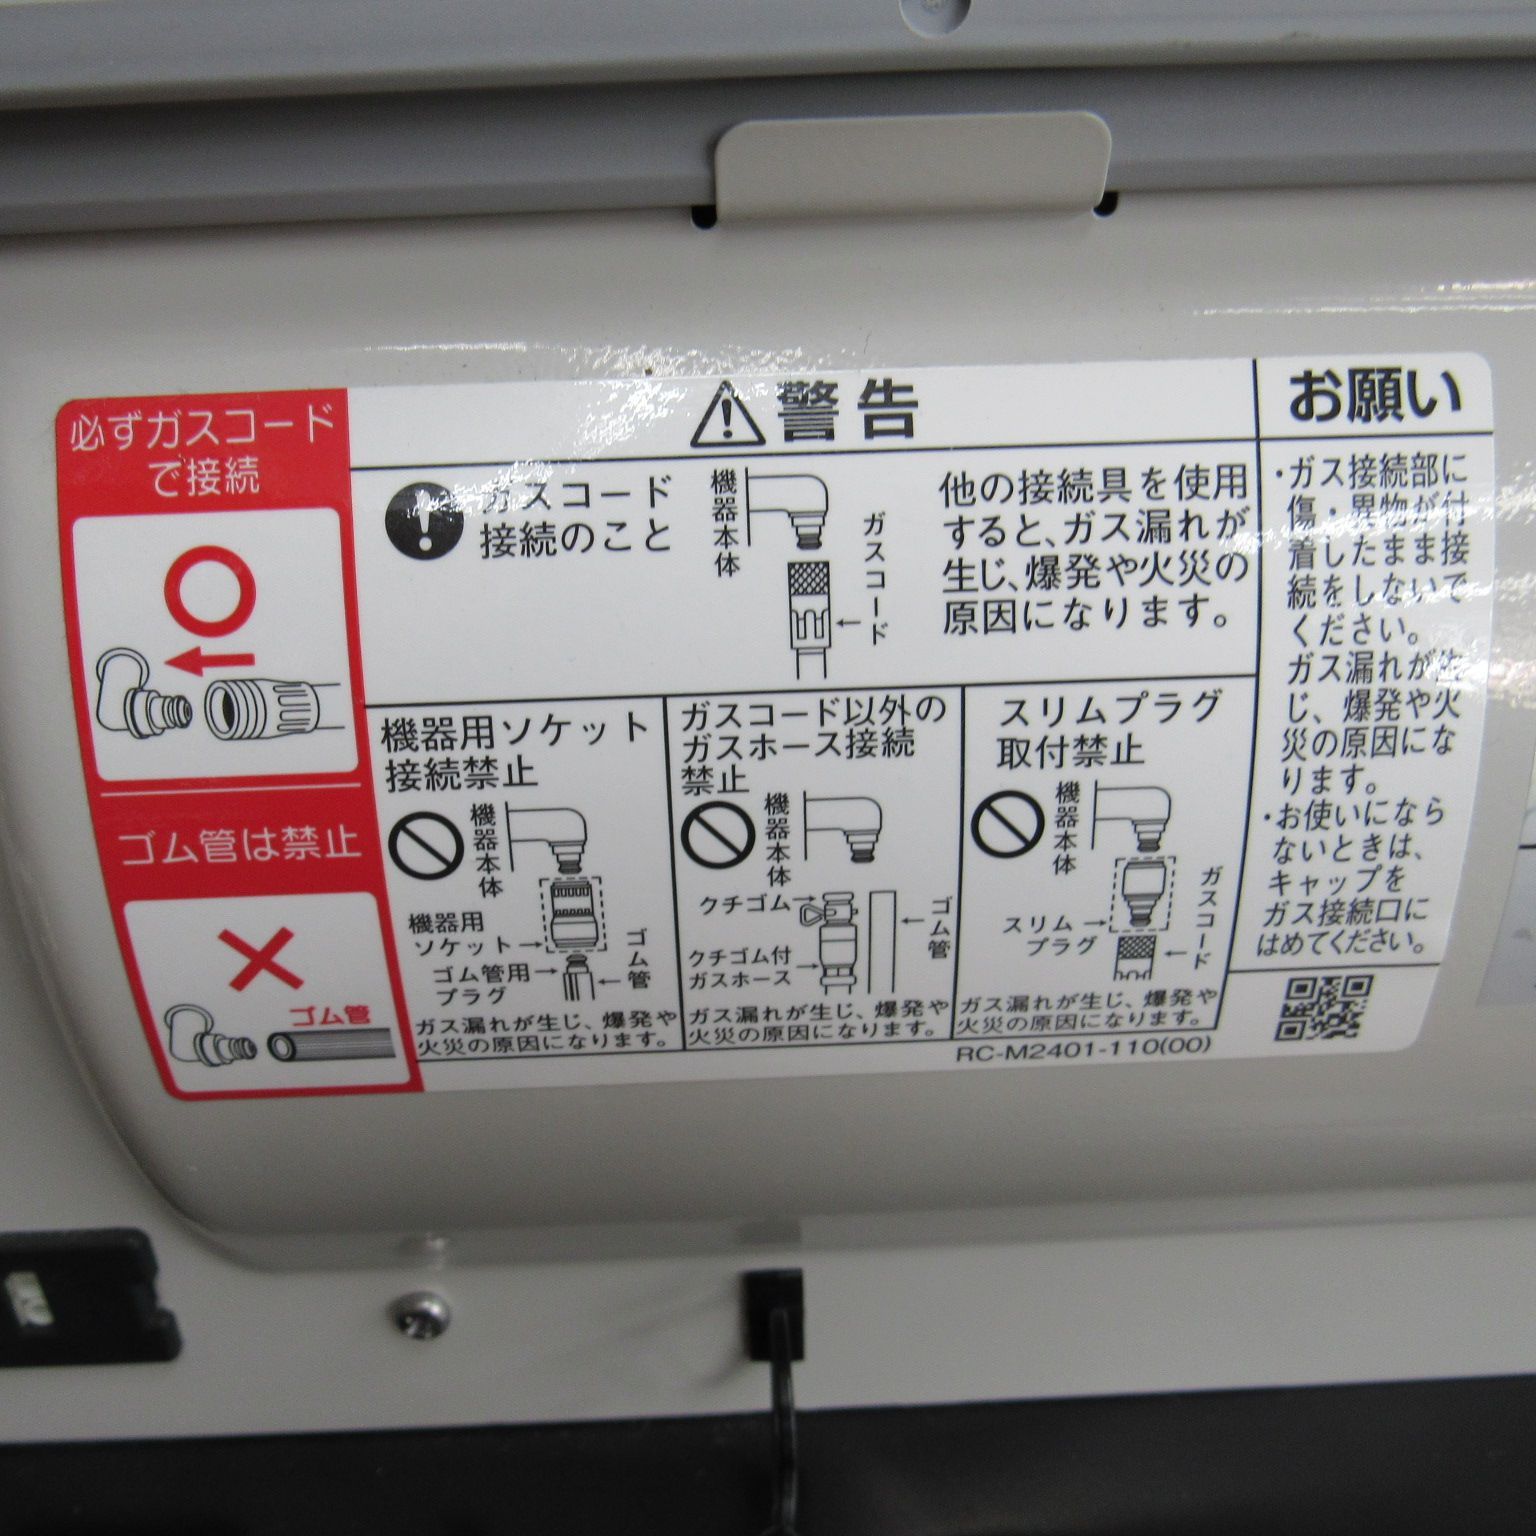 必ずガスコード
で接続
ゴム管は禁止
ゴム管
警告
ガスコード
接続のこと
機器本体
ガスコード
他の接続具を使用
すると、ガス漏れが
生じ、爆発や火災の
原因になります。
機器用ソケット
接続禁止
機器本体
機器用
ソケット
ゴム管用
プラグ
ゴム管
ガス漏れが生じ、爆発や
火災の原因になります。
ガスコード以外の
ガスホース接続
禁止
機器本体
クチゴム
クチゴム付
ガスホース
ゴム管
ガス漏れが生じ、爆発や
火災の原因になります。
スリムプラグ
取付禁止
機器本体
スリム
プラグ
ガスコード
ガス漏れが生じ、爆発や
火災の原因になります。
RC-M2401-110(00)
お願い
・ガス接続部に
傷・異物が付
着したまま接
続をしないで
ください。
ガス漏れが生
じ、爆発や火
災の原因にな
ります。
・お使いになら
ないときは、
キャップを
ガス接続口に
はめてください。